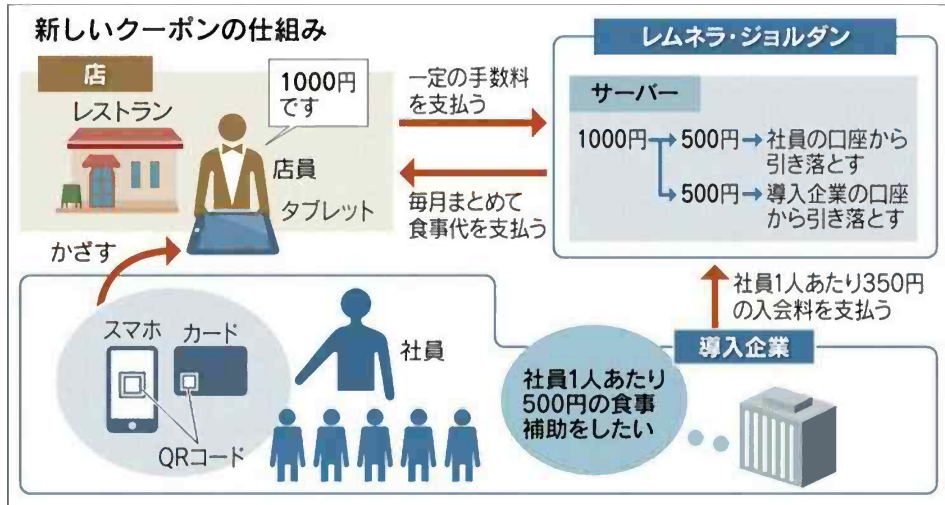 新しいクーポンの仕組み
店
レストラン
1000円
です
店員
タブレット
一定の手数料
を支払う
毎月まとめて
食事代を支払う
レムネラ・ジョルダン
サーバー
1000円→500円→社員の口座から
引き落とす
500円→導入企業の口座
から引き落とす
かざす
スマホ
カード
QRコード
社員
社員1人あたり350円
の入会料を支払う
導入企業
社員1人あたり
500円の食事
補助をしたい